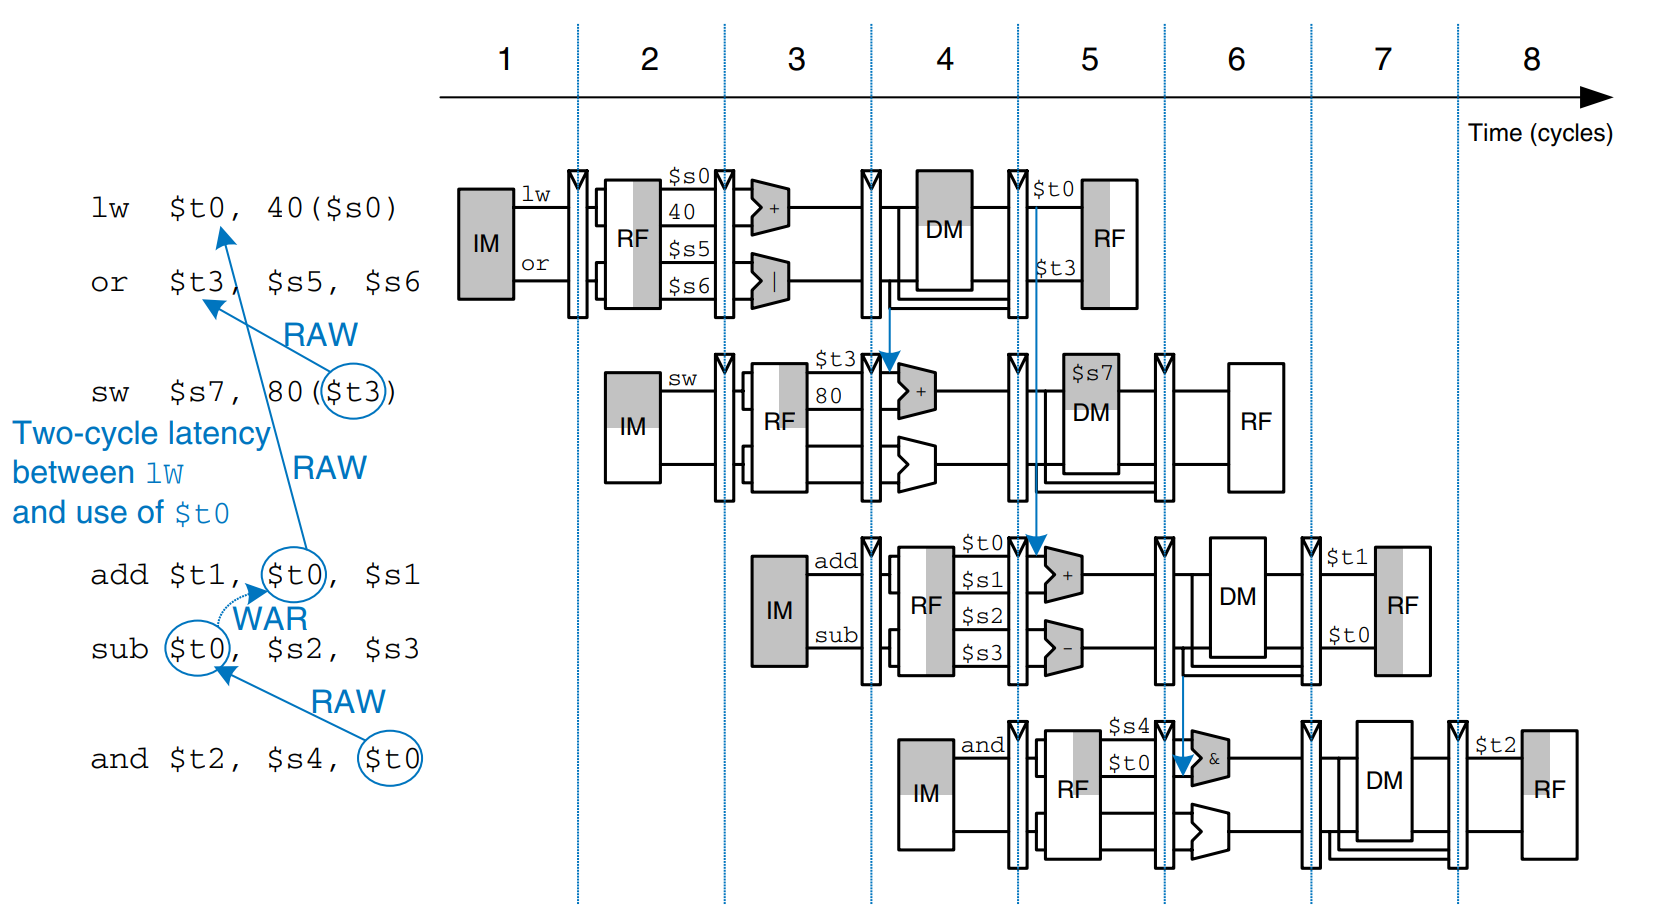 1 2 3 4 5 6 7 8
Time (cycles)
lw $t0, 40($s0)
or $t3, $s5, $s6
RAW
sw $s7, 80($t3)
Two-cycle latency
between lW
and use of $t0
RAW
add $t1, $t0, $s1
WAR
sub $t0, $s2, $s3
RAW
and $t2, $s4, $t0
IM
lw
or
RF
$s0
40
$s5
$s6
+
|
DM
$t0
$t3
RF
IM
sw
RF
$t3
80
+
$s7
DM
RF
IM
add
sub
RF
$t0
$s1
$s2
$s3
+
-
DM
$t1
$t0
RF
IM
and
RF
$s4
$t0
&
DM
$t2
RF